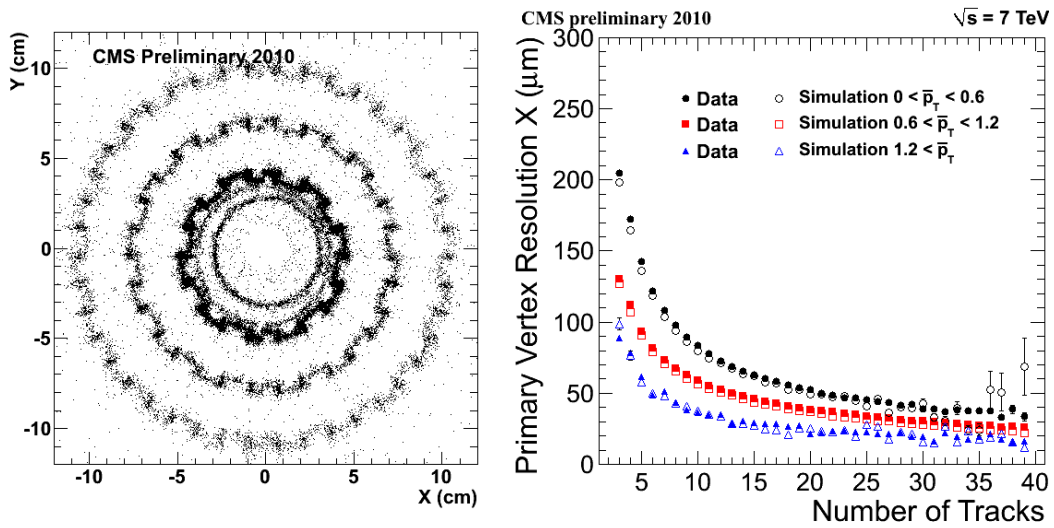 CMS Preliminary 2010
Y (cm)
10
5
0
-5
-10
-10
-5
0
5
10
X (cm)
CMS preliminary 2010
√s = 7 TeV
Primary Vertex Resolution X (μm)
300
250
200
150
100
50
0
Data Simulation 0 < p̅T < 0.6
Data Simulation 0.6 < p̅T < 1.2
Data Simulation 1.2 < p̅T
5
10
15
20
25
30
35
40
Number of Tracks